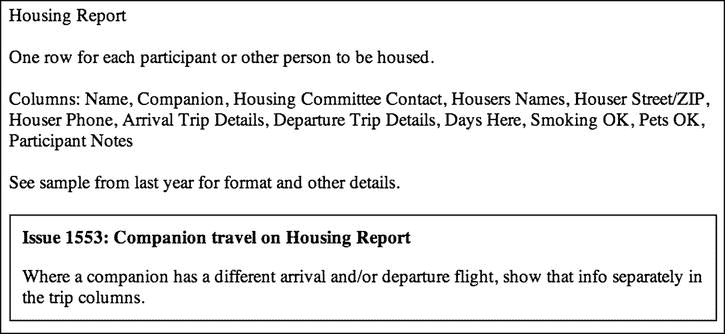 Housing Report
One row for each participant or other person to be housed.
Columns: Name, Companion, Housing Committee Contact, Housers Names, Houser Street/ZIP,
Houser Phone, Arrival Trip Details, Departure Trip Details, Days Here, Smoking OK, Pets OK,
Participant Notes
See sample from last year for format and other details.
Issue 1553: Companion travel on Housing Report
Where a companion has a different arrival and/or departure flight, show that info separately in
the trip columns.